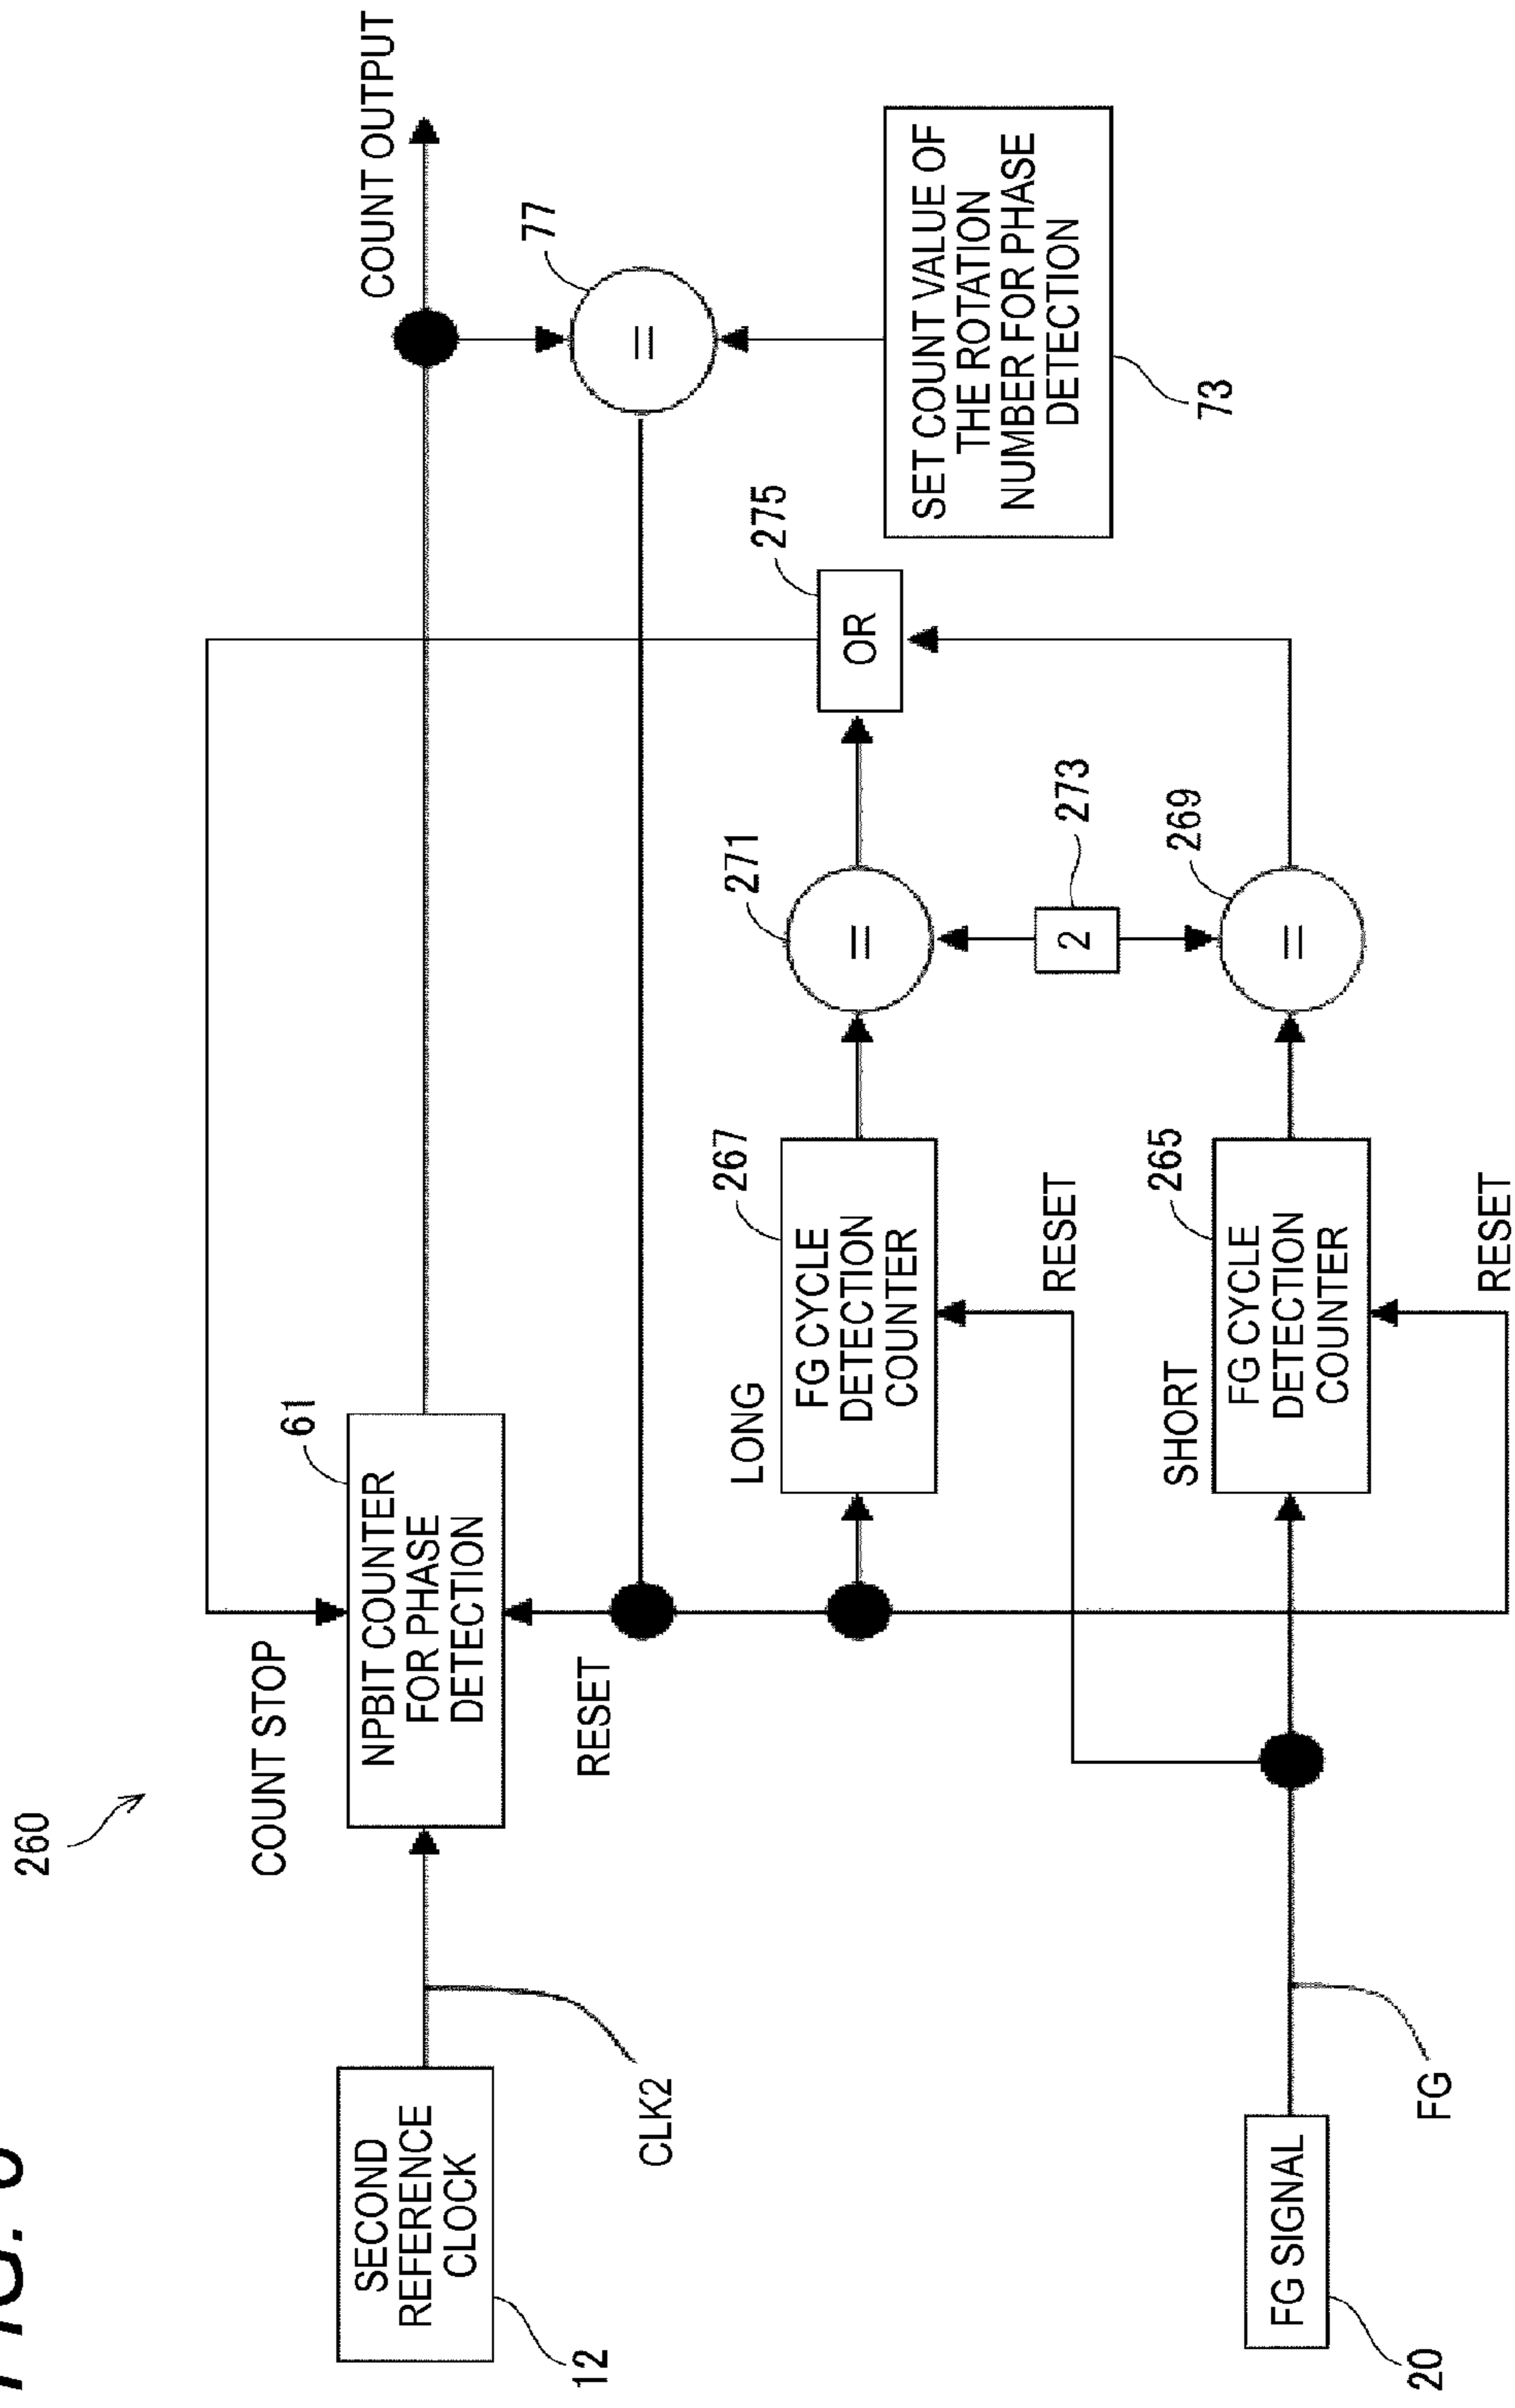 260
COUNT STOP
SECOND
REFERENCE
CLOCK
12
CLK2
NPBIT COUNTER
FOR PHASE
DETECTION
61
RESET
COUNT OUTPUT
77
=
SET COUNT VALUE OF
THE ROTATION
NUMBER FOR PHASE
DETECTION
73
LONG
FG CYCLE
DETECTION
COUNTER
267
RESET
=
271
OR
275
2
273
FG SIGNAL
20
FG
SHORT
FG CYCLE
DETECTION
COUNTER
265
RESET
=
269